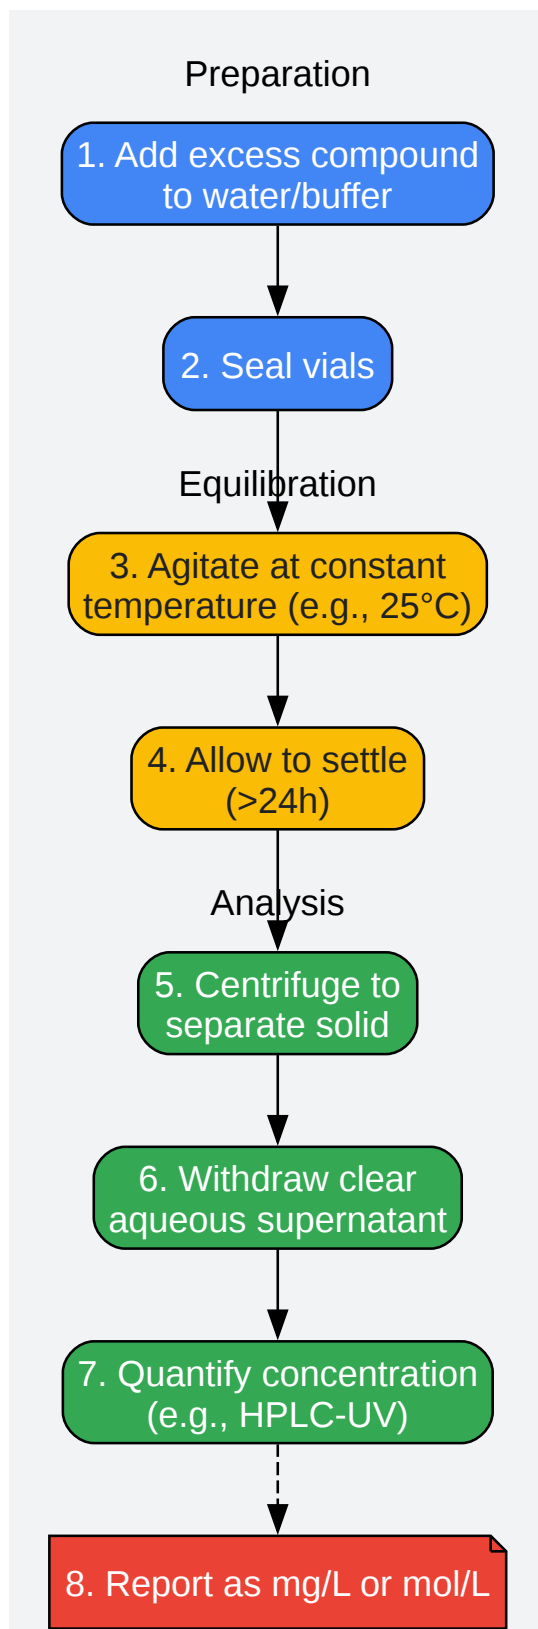 Preparation
1. Add excess compound
to water/buffer
2. Seal vials
Equilibration
3. Agitate at constant
temperature (e.g., 25°C)
4. Allow to settle
(>24h)
Analysis
5. Centrifuge to
separate solid
6. Withdraw clear
aqueous supernatant
7. Quantify concentration
(e.g., HPLC-UV)
8. Report as mg/L or mol/L